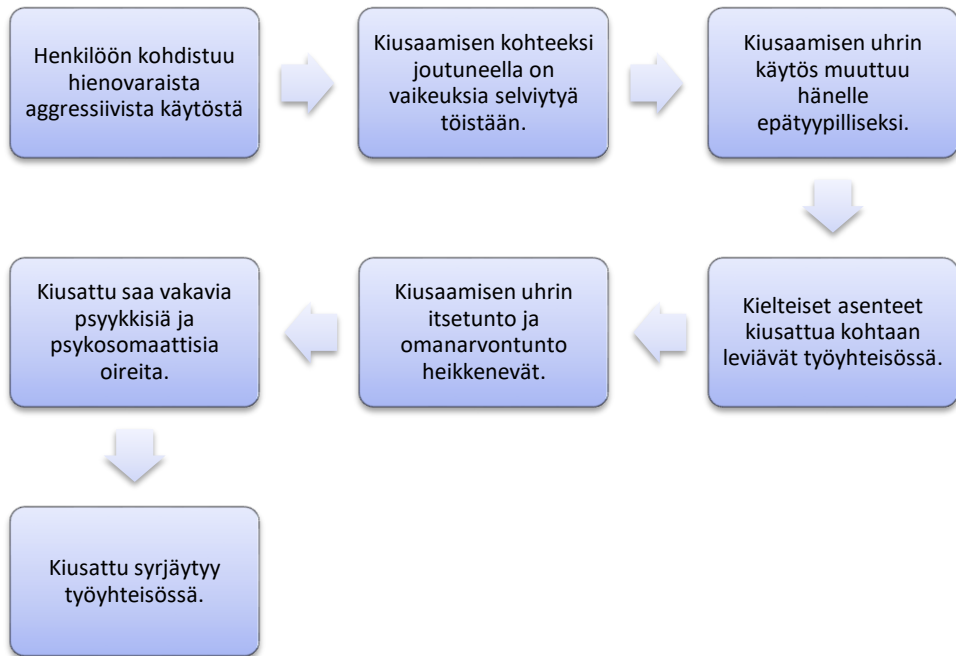 Henkilöön kohdistuu
hienovaraista
aggressiivista käytöstä
Kiusaamisen kohteeksi
joutuneella on
vaikeuksia selviytyä
töistään.
Kiusaamisen uhrin
käytös muuttuu
hänelle
epätyypilliseksi.
Kielteiset asenteet
kiusattua kohtaan
leviävät työyhteisössä.
Kiusaamisen uhrin
itsetunto ja
omanarvontunto
heikkenevät.
Kiusattu saa vakavia
psyykkisiä ja
psykosomaattisia
oireita.
Kiusattu syrjäytyy
työyhteisössä.